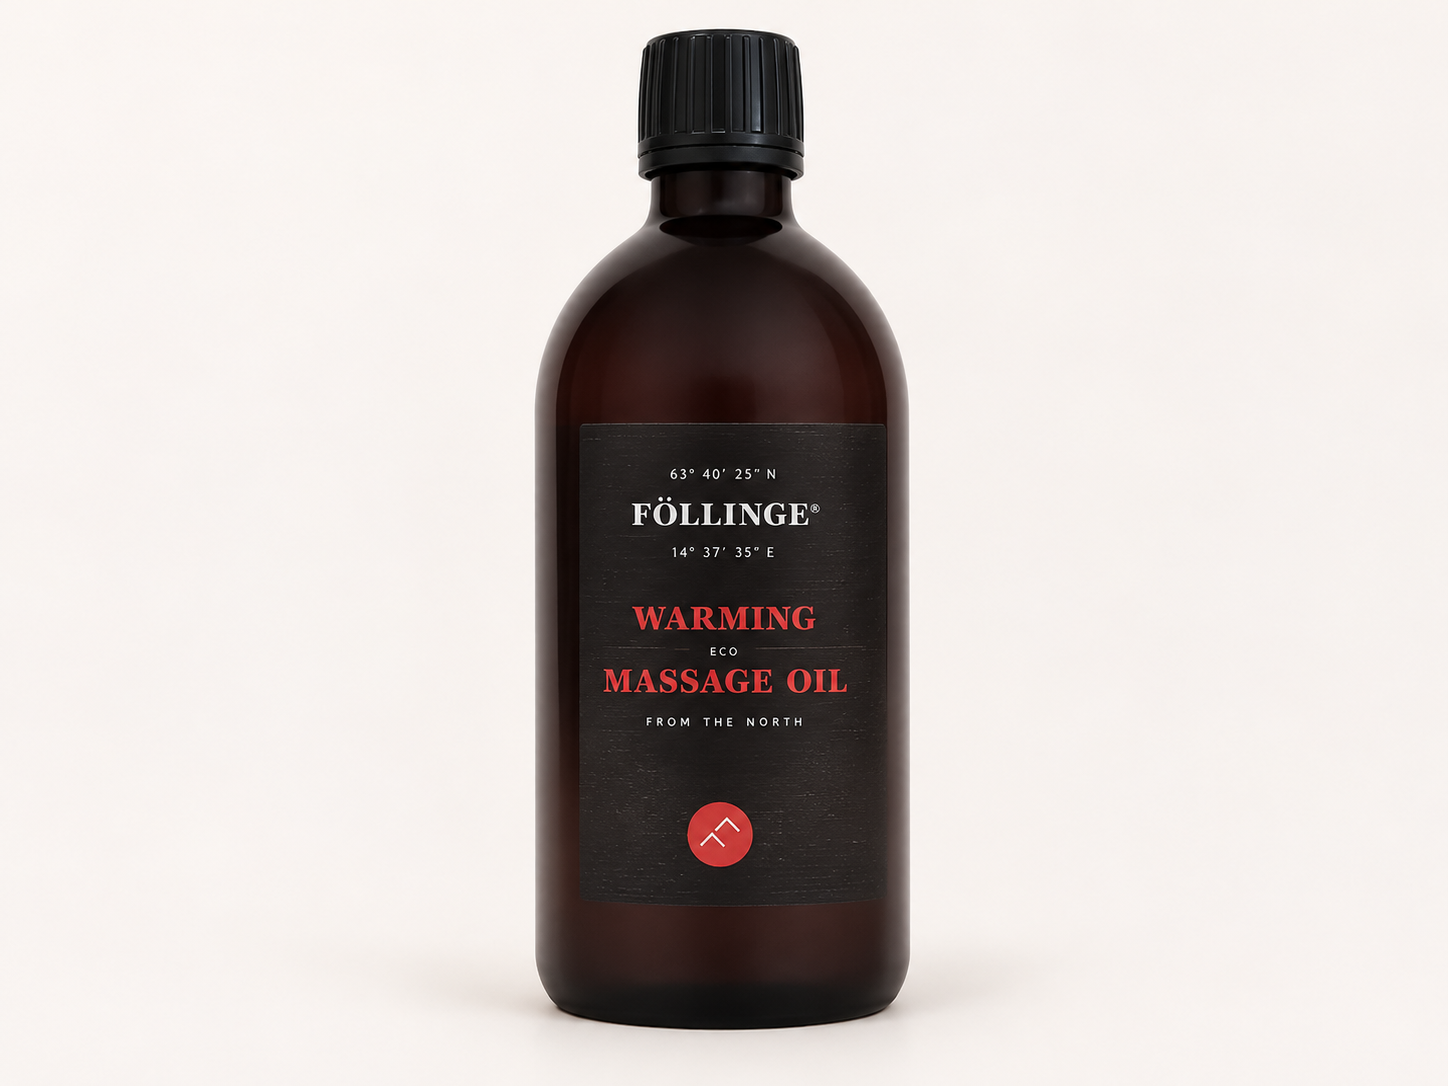 63° 40′ 25″ N
FÖLLINGE®
14° 37′ 35″ E
WARMING
ECO
MASSAGE OIL
FROM THE NORTH